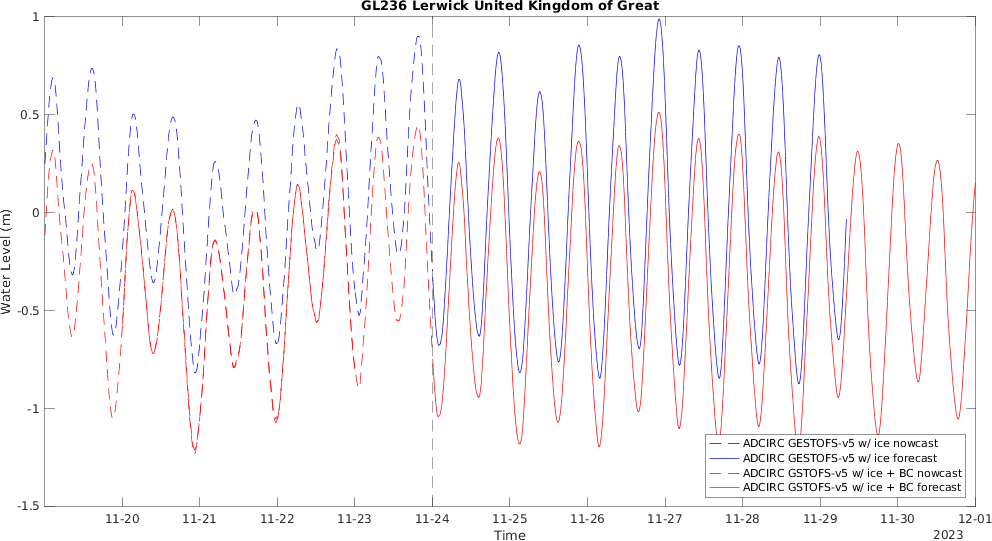 GL236 Lerwick United Kingdom of Great
Water Level (m)
1
0.5
0
-0.5
-1
-1.5
ADCIRC GESTOFS-v5 w/ ice nowcast
ADCIRC GESTOFS-v5 w/ ice forecast
ADCIRC GSTOFS-v5 w/ ice + BC nowcast
ADCIRC GSTOFS-v5 w/ ice + BC forecast
11-20 11-21 11-22 11-23 11-24 11-25 11-26 11-27 11-28 11-29 11-30 12-01
Time
2023